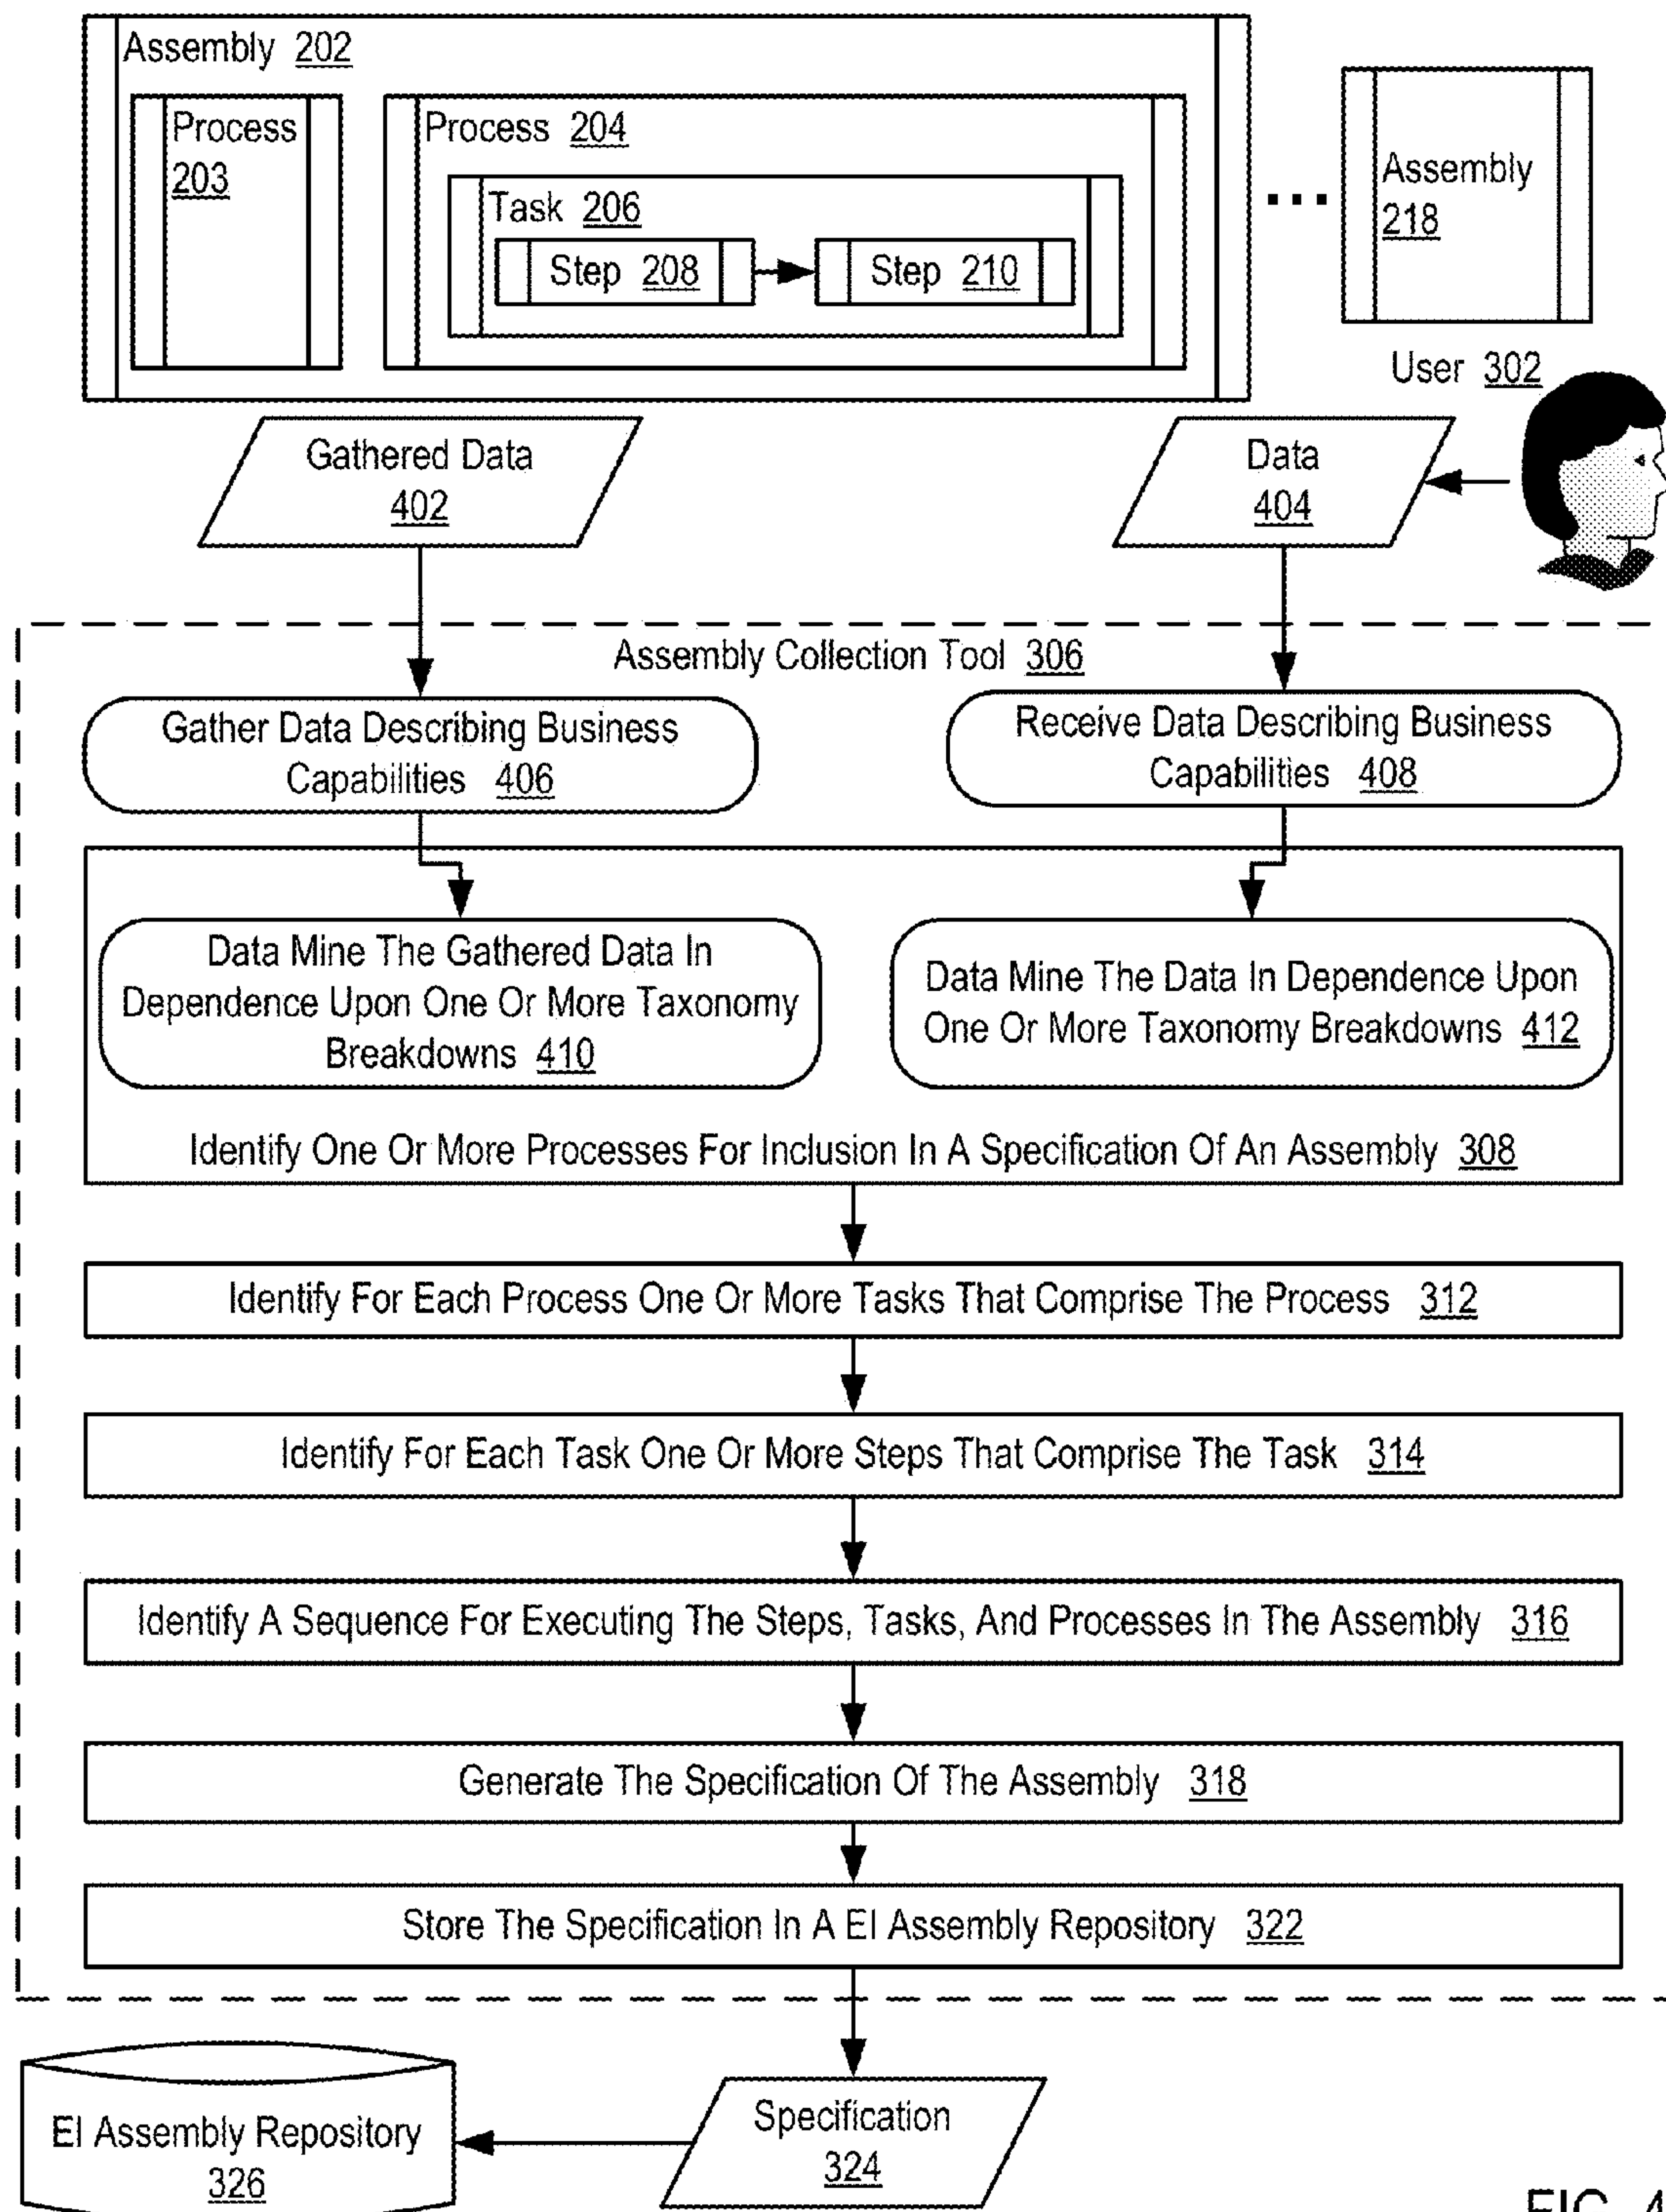 Assembly 202
Process
203
Process 204
Task 206
Step 208
Step 210
Assembly
218
User 302
Gathered Data
402
Data
404
Assembly Collection Tool 306
Gather Data Describing Business
Capabilities 406
Receive Data Describing Business
Capabilities 408
Data Mine The Gathered Data In
Dependence Upon One Or More Taxonomy
Breakdowns 410
Data Mine The Data In Dependence Upon
One Or More Taxonomy Breakdowns 412
Identify One Or More Processes For Inclusion In A Specification Of An Assembly 308
Identify For Each Process One Or More Tasks That Comprise The Process 312
Identify For Each Task One Or More Steps That Comprise The Task 314
Identify A Sequence For Executing The Steps, Tasks, And Processes In The Assembly 316
Generate The Specification Of The Assembly 318
Store The Specification In A EI Assembly Repository 322
Specification
324
EI Assembly Repository
326
FIG. 4